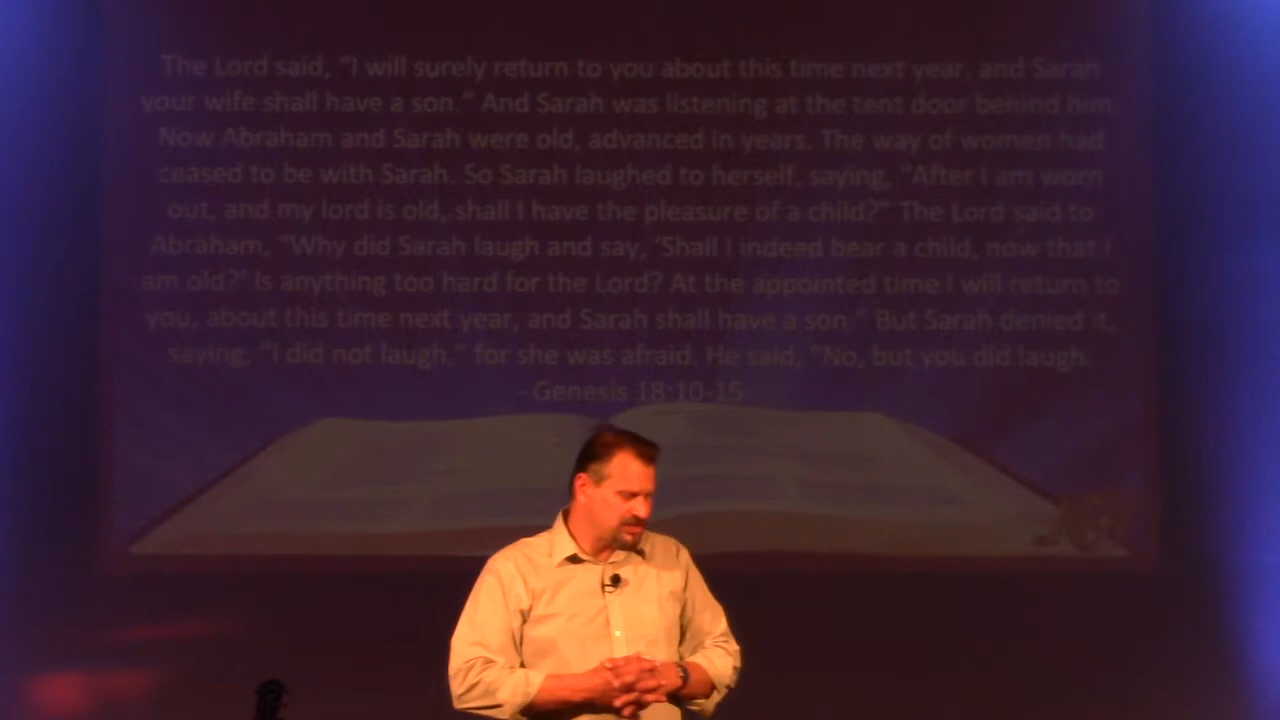 The Lord said, “I will surely return to you about this time next year, and Sarah
your wife shall have a son.” And Sarah was listening at the tent door behind him.
Now Abraham and Sarah were old, advanced in years. The way of women had
ceased to be with Sarah. So Sarah laughed to herself, saying, “After I am worn
out, and my lord is old, shall I have the pleasure of a child?” The Lord said to
Abraham, “Why did Sarah laugh and say, ‘Shall I indeed bear a child, now that I
am old?’ Is anything too hard for the Lord? At the appointed time I will return to
you, about this time next year, and Sarah shall have a son.” But Sarah denied it,
saying, “I did not laugh,” for she was afraid. He said, “No, but you did laugh.
- Genesis 18:10-15